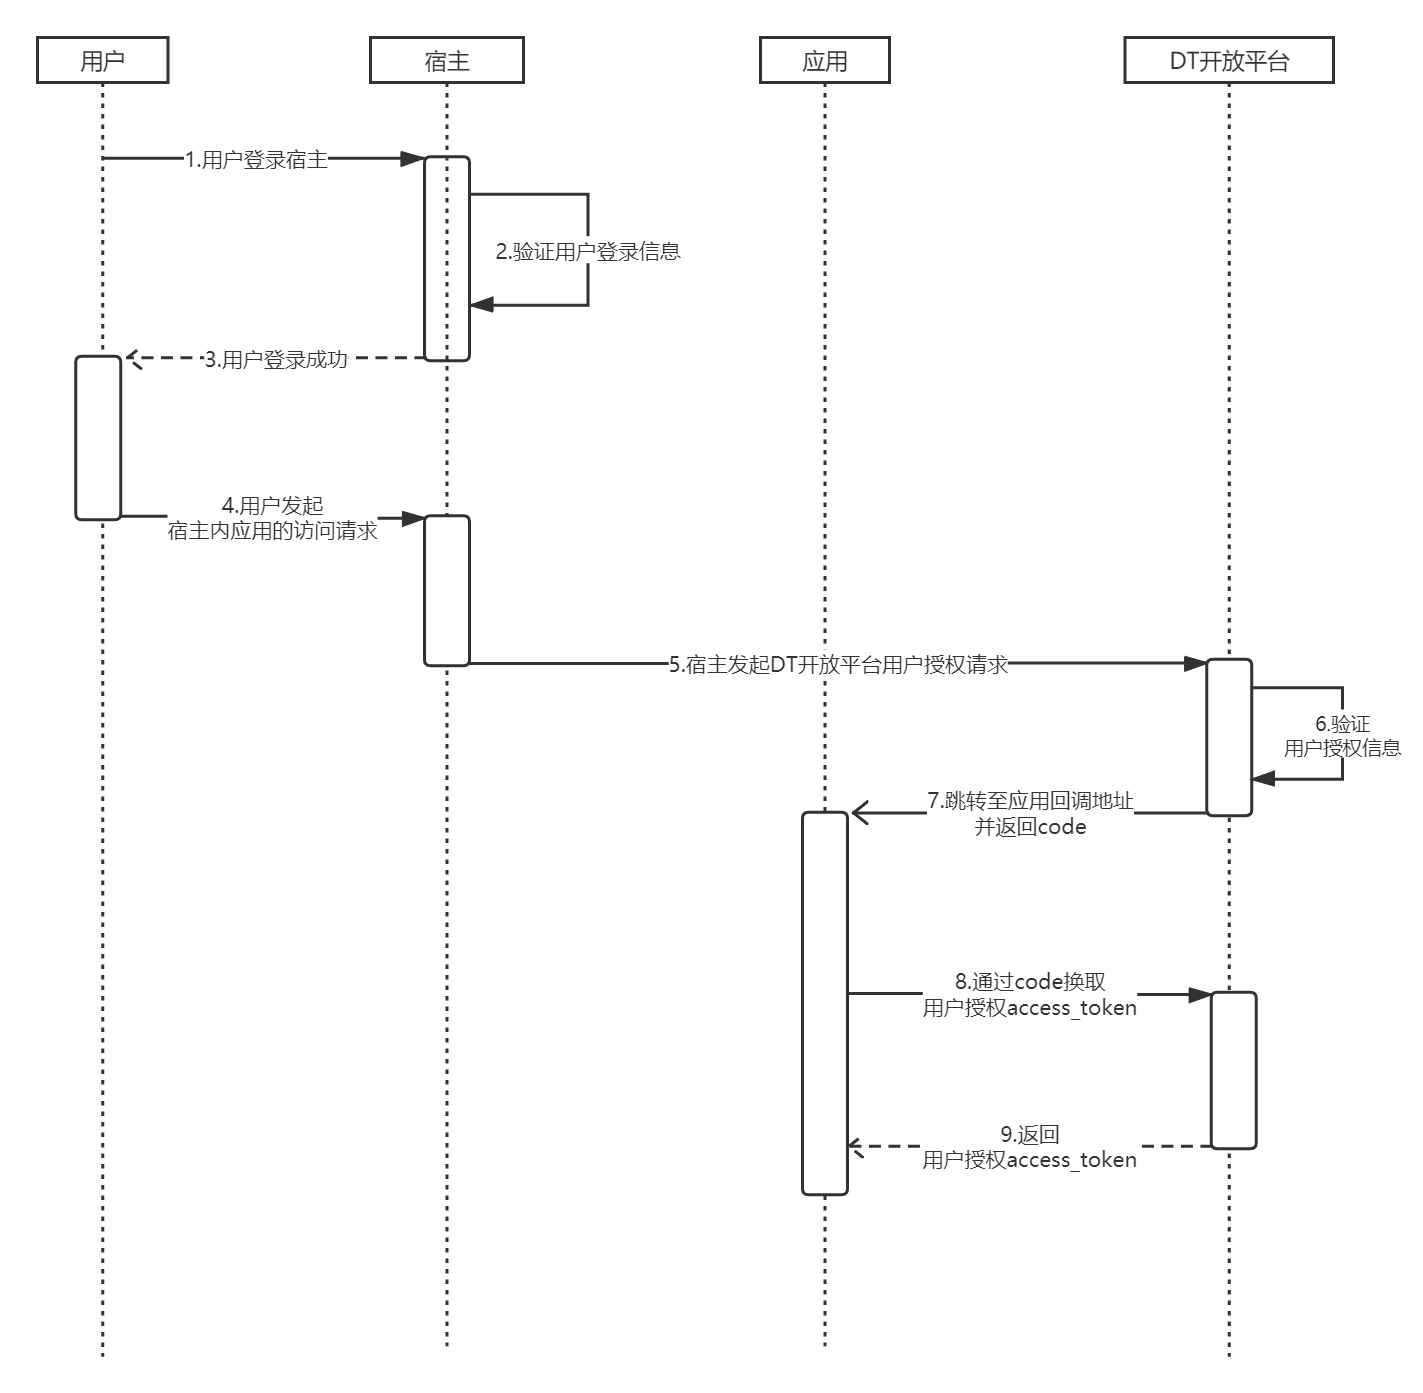 用户
宿主
应用
DT开放平台
1.用户登录宿主
2.验证用户登录信息
3.用户登录成功
4.用户发起
宿主内应用的访问请求
5.宿主发起DT开放平台用户授权请求
6.验证
用户授权信息
7.跳转至应用回调地址
并返回code
8.通过code换取
用户授权access_token
9.返回
用户授权access_token